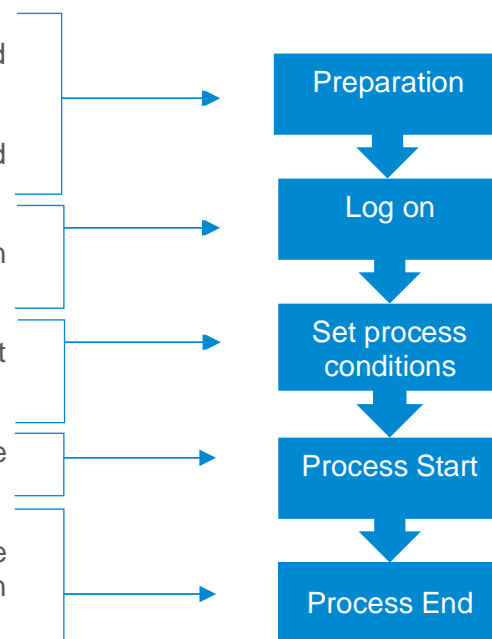 Preparation
Log on
Set process
conditions
Process Start
Process End